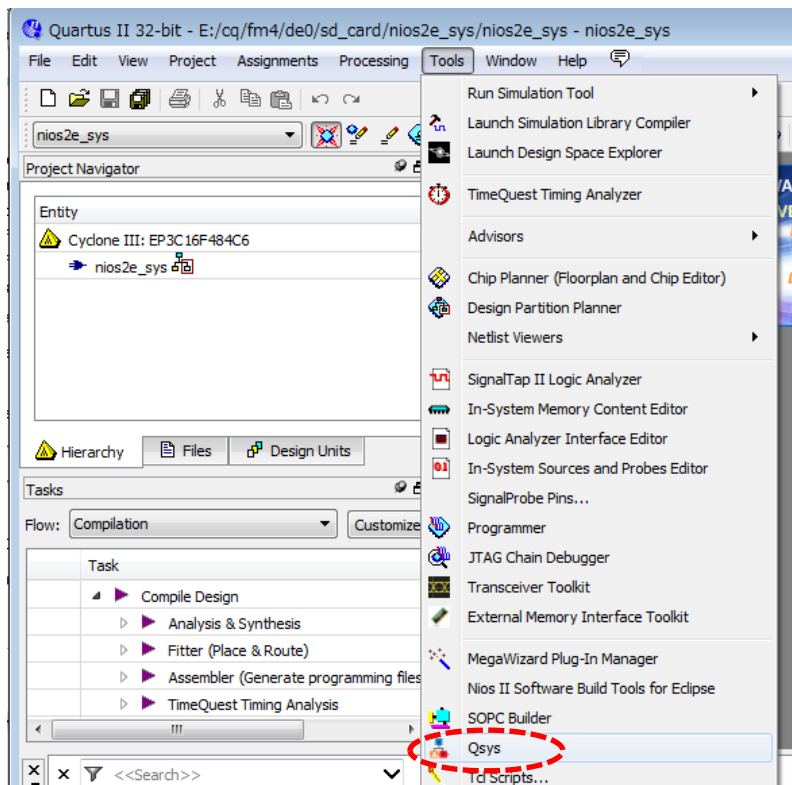 Quartus II 32-bit - E:/cq/fm4/de0/sd_card/nios2e_sys/nios2e_sys - nios2e_sys
File Edit View Project Assignments Processing Tools Window Help
nios2e_sys
Project Navigator
Entity
Cyclone III: EP3C16F484C6
nios2e_sys
Hierarchy Files Design Units
Tasks
Flow: Compilation Customize
Task
Compile Design
Analysis & Synthesis
Fitter (Place & Route)
Assembler (Generate programming files
TimeQuest Timing Analysis
<<Search>>
Run Simulation Tool
Launch Simulation Library Compiler
Launch Design Space Explorer
TimeQuest Timing Analyzer
Advisors
Chip Planner (Floorplan and Chip Editor)
Design Partition Planner
Netlist Viewers
SignalTap II Logic Analyzer
In-System Memory Content Editor
Logic Analyzer Interface Editor
In-System Sources and Probes Editor
SignalProbe Pins...
Programmer
JTAG Chain Debugger
Transceiver Toolkit
External Memory Interface Toolkit
MegaWizard Plug-In Manager
Nios II Software Build Tools for Eclipse
SOPC Builder
Qsys
Tcl Scripts...